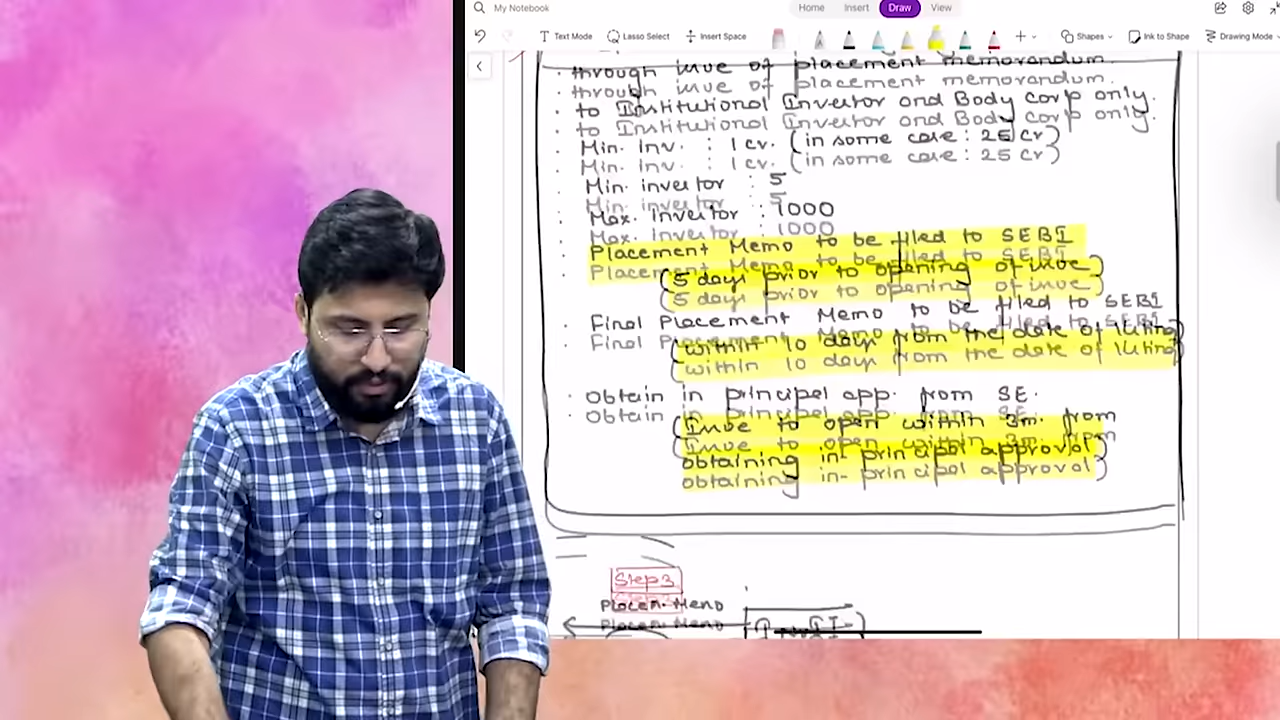 My Notebook
Home Insert Draw View
Text Mode Lasso Select Insert Space Shapes Ink to Shape Drawing Mode
through issue of placement memorandum.
to Institutional Investor and Body corp only.
Min. Inv. : 1 cr. (in some case : 25 cr)
Min. investor : 5
Max. investor : 1000
Placement Memo to be filed to SEBI
(5 days prior to opening of issue)
Final Placement Memo to be filed to SEBI
(within 10 days from the date of listing)
obtain in principal app. from SE.
(Issue to open within 3m. from
obtaining in-principal approval)
Step3
Placen. Memo